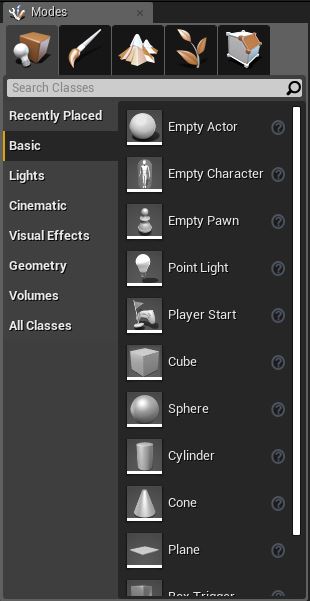 Modes
Search Classes
Recently Placed
Basic
Lights
Cinematic
Visual Effects
Geometry
Volumes
All Classes
Empty Actor
Empty Character
Empty Pawn
Point Light
Player Start
Cube
Sphere
Cylinder
Cone
Plane
Box Trigger